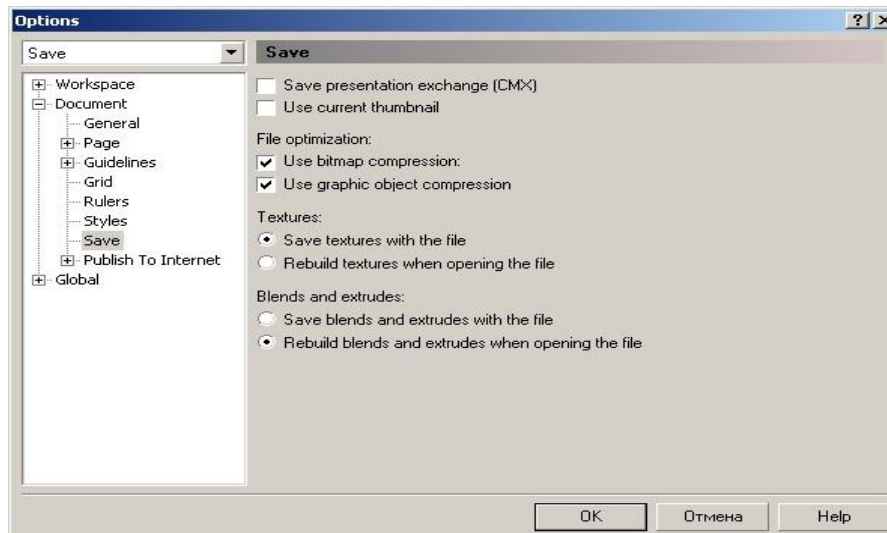 Options
Save
Workspace
Document
General
Page
Guidelines
Grid
Rulers
Styles
Save
Publish To Internet
Global
Save
Save presentation exchange (CMX)
Use current thumbnail
File optimization:
Use bitmap compression:
Use graphic object compression
Textures:
Save textures with the file
Rebuild textures when opening the file
Blends and extrudes:
Save blends and extrudes with the file
Rebuild blends and extrudes when opening the file
OK
Отмена
Help